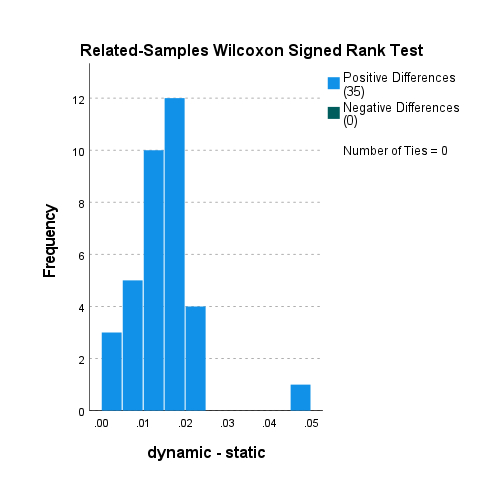 Related-Samples Wilcoxon Signed Rank Test
Positive Differences
(35)
Negative Differences
(0)
Number of Ties = 0
Frequency
12
10
8
6
4
2
0
.00 .01 .02 .03 .04 .05
dynamic - static